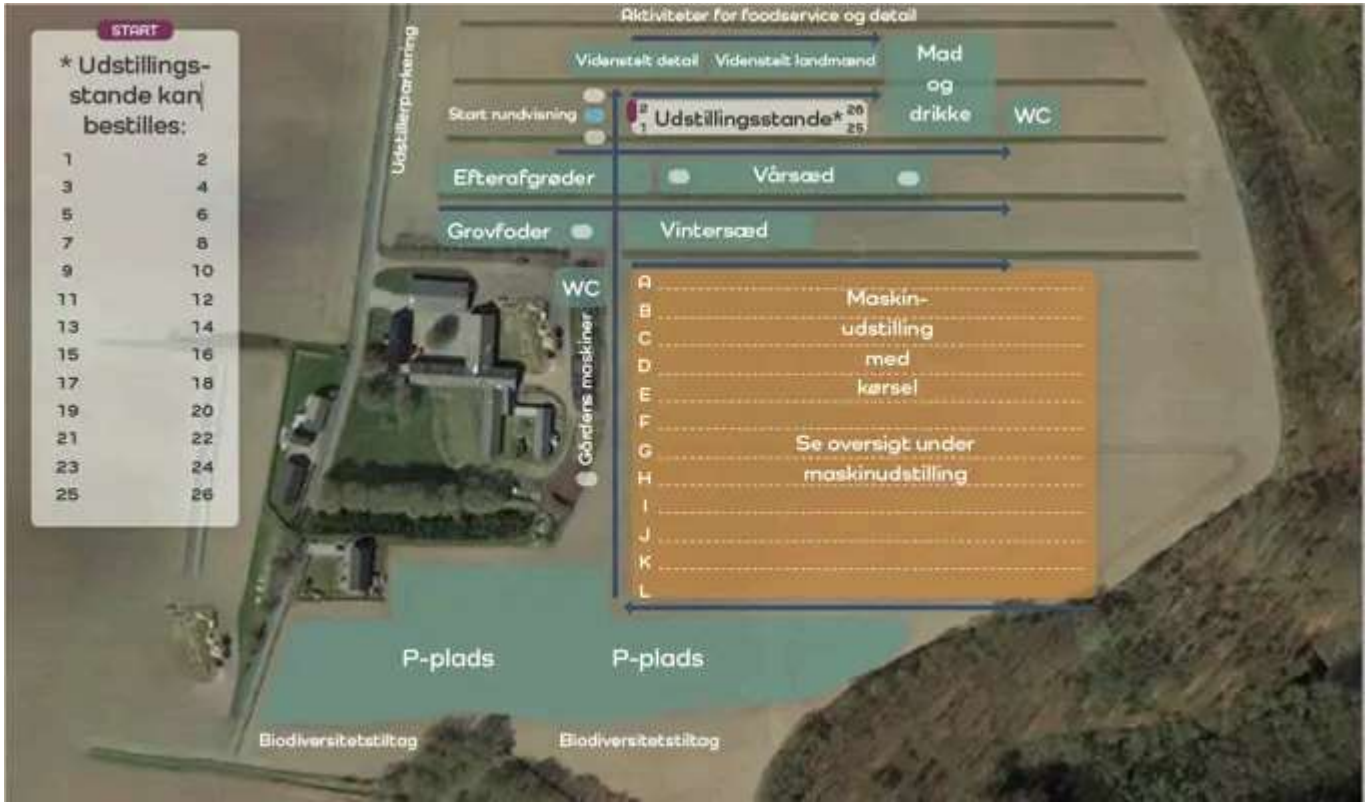 START
* Udstillings-
stande kan
bestilles:
1 2
3 4
5 6
7 8
9 10
11 12
13 14
15 16
17 18
19 20
21 22
23 24
25 26
Udstillerparkering
Aktiviteter for foodservice og detail
Videnstelt detail
Videnstelt landmænd
Mad
og
drikke
WC
Start rundvisning
2
1
Udstillingsstande*
26
25
Efterafgrøder
Vårsæd
Grovfoder
Vintersæd
WC
Gårdens maskiner
A
B
C
D
E
F
G
H
I
J
K
L
Maskin-
udstilling
med
kørsel
Se oversigt under
maskinudstilling
P-plads
P-plads
Biodiversitetstiltag
Biodiversitetstiltag